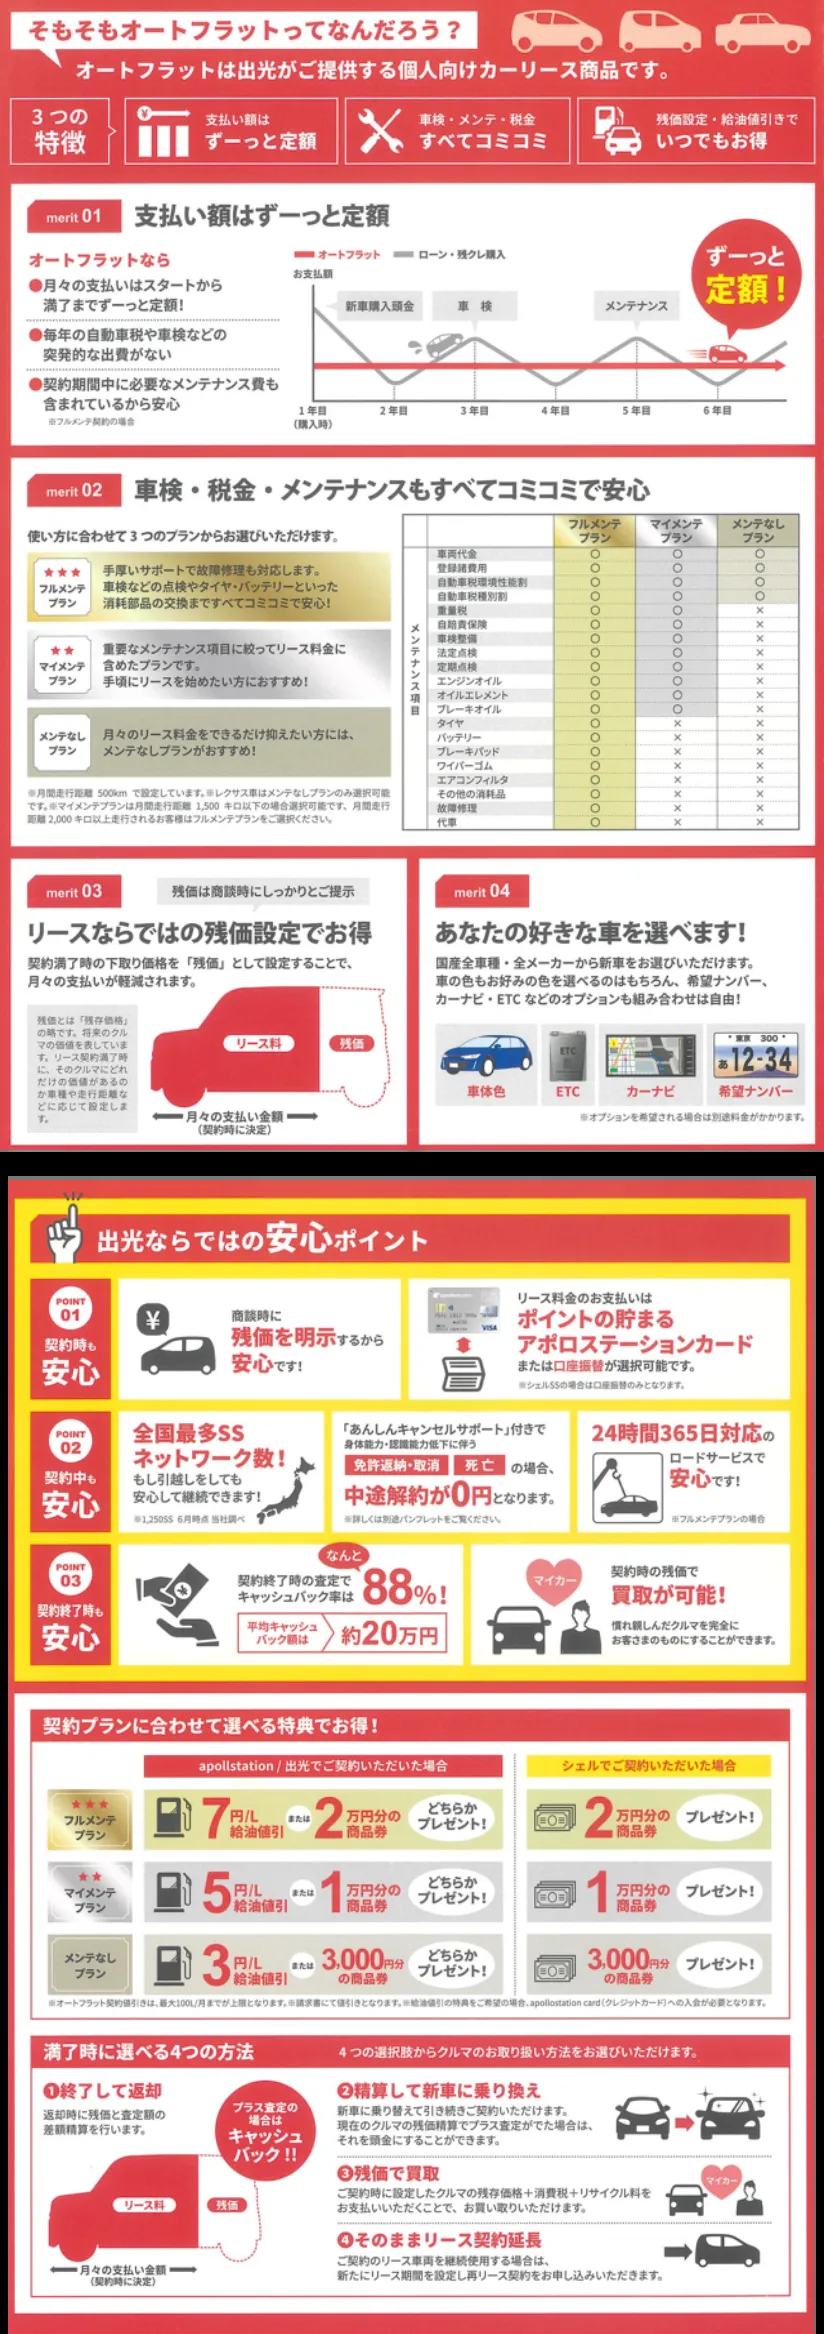 そもそもオートフラットってなんだろう？
オートフラットは出光がご提供する個人向けカーリース商品です。
3つの
特徴
支払い額は
ずーっと定額
車検・メンテ・税金
すべてコミコミ
残価設定・給油値引きで
いつでもお得
merit 01
支払い額はずーっと定額
オートフラットなら
●月々の支払いはスタートから
満了までずーっと定額！
●毎年の自動車税や車検などの
突発的な出費がない
●契約期間中に必要なメンテナンス費も
含まれているから安心
※フルメンテ契約の場合
オートフラット
ローン・残クレ購入
お支払額
新車購入頭金
車 検
メンテナンス
ずーっと
定額！
1年目
(購入時)
2年目
3年目
4年目
5年目
6年目
merit 02
車検・税金・メンテナンスもすべてコミコミで安心
使い方に合わせて3つのプランからお選びいただけます。
★★★
フルメンテ
プラン
手厚いサポートで故障修理も対応します。
車検などの点検やタイヤ・バッテリーといった
消耗部品の交換まですべてコミコミで安心！
★★
マイメンテ
プラン
重要なメンテナンス項目に絞ってリース料金に
含めたプランです。
手頃にリースを始めたい方におすすめ！
メンテなし
プラン
月々のリース料金をできるだけ抑えたい方には、
メンテなしプランがおすすめ！
※月間走行距離 500km で設定しています。※レクサス車はメンテなしプランのみ選択可能
です。※マイメンテプランは月間走行距離 1,500 キロ以下の場合選択可能です、月間走行
距離2,000キロ以上走行されるお客様はフルメンテプランをご選択ください。
フルメンテ
プラン
マイメンテ
プラン
メンテなし
プラン
メンテナンス項目
車両代金 ○ ○ ○
登録諸費用 ○ ○ ○
自動車税環境性能割 ○ ○ ○
自動車税種別割 ○ ○ ○
重量税 ○ ○ ×
自賠責保険 ○ ○ ×
車検整備 ○ ○ ×
法定点検 ○ ○ ×
定期点検 ○ ○ ×
エンジンオイル ○ ○ ×
オイルエレメント ○ ○ ×
ブレーキオイル ○ ○ ×
タイヤ ○ × ×
バッテリー ○ × ×
ブレーキパッド ○ × ×
ワイパーゴム ○ × ×
エアコンフィルタ ○ × ×
その他の消耗品 ○ × ×
故障修理 ○ × ×
代車 ○ × ×
merit 03
残価は商談時にしっかりとご提示
リースならではの残価設定でお得
契約満了時の下取り価格を「残価」として設定することで、
月々の支払いが軽減されます。
残価とは「残存価格」
の略です。将来のクル
マの価値を表していま
す。リース契約満了時
に、そのクルマにどれ
だけの価値があるの
か車種や走行距離な
どに応じて設定しま
す。
リース料
残価
月々の支払い金額
(契約時に決定)
merit 04
あなたの好きな車を選べます！
国産全車種・全メーカーから新車をお選びいただけます。
車の色もお好みの色を選べるのはもちろん、希望ナンバー、
カーナビ・ETC などのオプションも組み合わせは自由！
車体色
ETC
ETC
カーナビ
東京 300
あ 12-34
希望ナンバー
※オプションを希望される場合は別途料金がかかります。
出光ならではの安心ポイント
POINT
01
契約時も
安心
¥
商談時に
残価を明示するから
安心です！
VISA
リース料金のお支払いは
ポイントの貯まる
アポロステーションカード
または口座振替が選択可能です。
※シェルSSの場合は口座振替のみとなります。
POINT
02
契約中も
安心
全国最多SS
ネットワーク数！
もし引越しをしても
安心して継続できます！
※1,250SS 6月時点 当社調べ
「あんしんキャンセルサポート」付きで
身体能力・認識能力低下に伴う
免許返納・取消 死亡 の場合、
中途解約が0円となります。
※詳しくは別途パンフレットをご覧ください。
24時間365日対応の
ロードサービスで
安心です！
※フルメンテプランの場合
POINT
03
契約終了時も
安心
なんと
契約終了時の査定で
キャッシュバック率は
88%！
平均キャッシュ
バック額は
約20万円
マイカー
契約時の残価で
買取が可能！
慣れ親しんだクルマを完全に
お客さまのものにすることができます。
契約プランに合わせて選べる特典でお得！
apollstation / 出光でご契約いただいた場合
シェルでご契約いただいた場合
★★★
フルメンテ
プラン
7円/L
給油値引
または
2万円分の
商品券
どちらか
プレゼント！
2万円分の
商品券
プレゼント！
★★
マイメンテ
プラン
5円/L
給油値引
または
1万円分の
商品券
どちらか
プレゼント！
1万円分の
商品券
プレゼント！
メンテなし
プラン
3円/L
給油値引
または
3,000円分
の商品券
どちらか
プレゼント！
3,000円分
の商品券
プレゼント！
※オートフラット契約値引きは、最大100L/月までが上限となります。※請求書にて値引きとなります。※給油値引の特典をご希望の場合、apollostation card(クレジットカード)への入会が必要となります。
満了時に選べる4つの方法
4つの選択肢からクルマのお取り扱い方法をお選びいただけます。
❶終了して返却
返却時に残価と査定額の
差額精算を行います。
プラス査定の
場合は
キャッシュ
バック!!
リース料
残価
月々の支払い金額
(契約時に決定)
❷精算して新車に乗り換え
新車に乗り替えて引き続きご契約いただけます。
現在のクルマの残価精算でプラス査定がでた場合は、
それを頭金にすることができます。
❸残価で買取
ご契約時に設定したクルマの残存価格＋消費税＋リサイクル料を
お支払いいただくことで、お買い取りいただけます。
マイカー
❹そのままリース契約延長
ご契約のリース車両を継続使用する場合は、
新たにリース期間を設定し再リース契約をお申し込みいただきます。